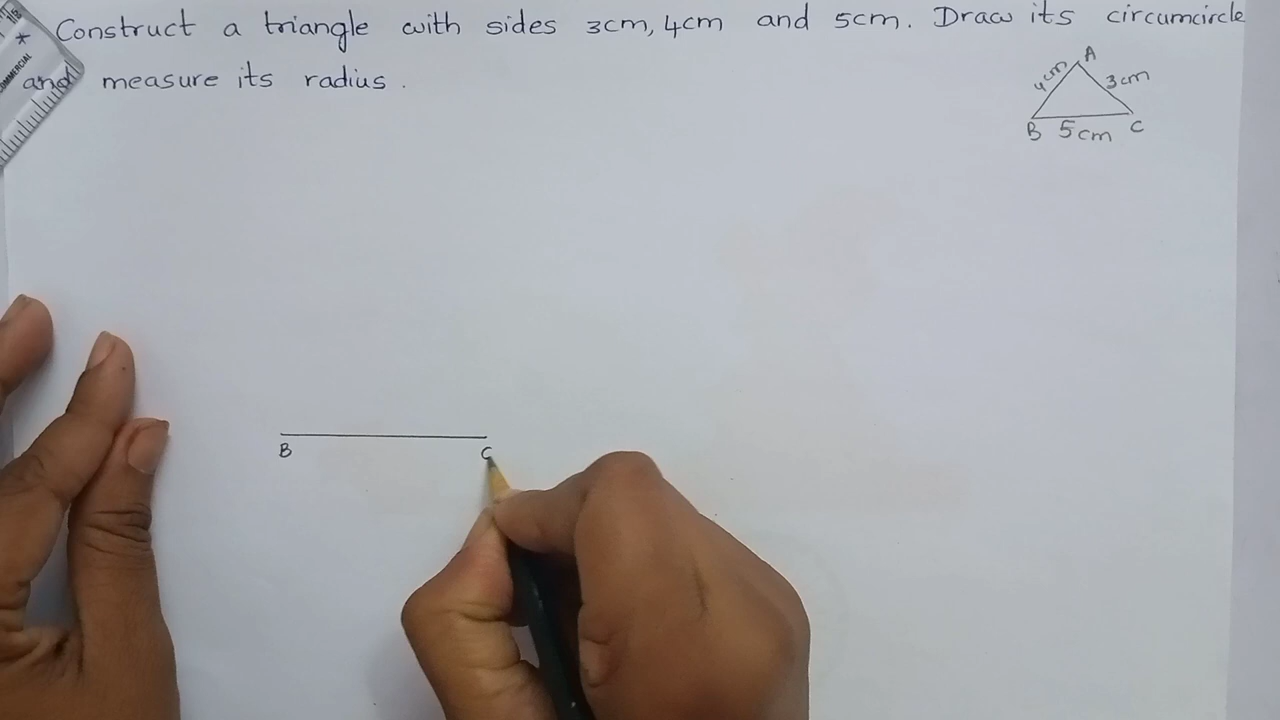 Construct a triangle with sides 3cm, 4cm and 5cm. Draw its circumcircle
and measure its radius.
A
4cm 3cm
B 5cm C
B C